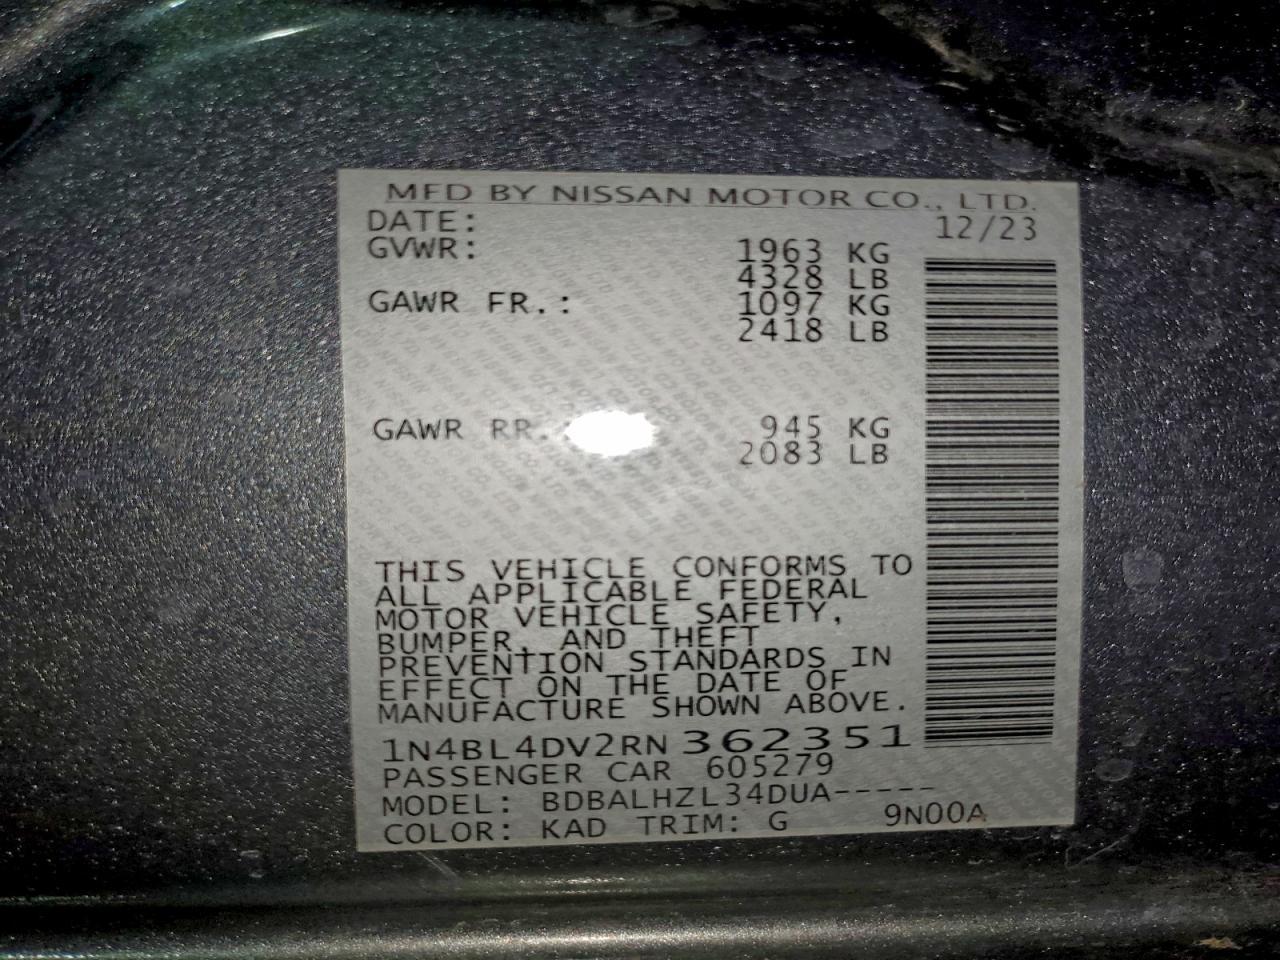 MFD BY NISSAN MOTOR CO., LTD.
DATE: 12/23
GVWR: 1963 KG
4328 LB
GAWR FR.: 1097 KG
2418 LB
GAWR RR. 945 KG
2083 LB
THIS VEHICLE CONFORMS TO
ALL APPLICABLE FEDERAL
MOTOR VEHICLE SAFETY,
BUMPER, AND THEFT
PREVENTION STANDARDS IN
EFFECT ON THE DATE OF
MANUFACTURE SHOWN ABOVE.
1N4BL4DV2RN362351
PASSENGER CAR 605279
MODEL: BDBALHZL34DUA-----
COLOR: KAD TRIM: G 9N00A